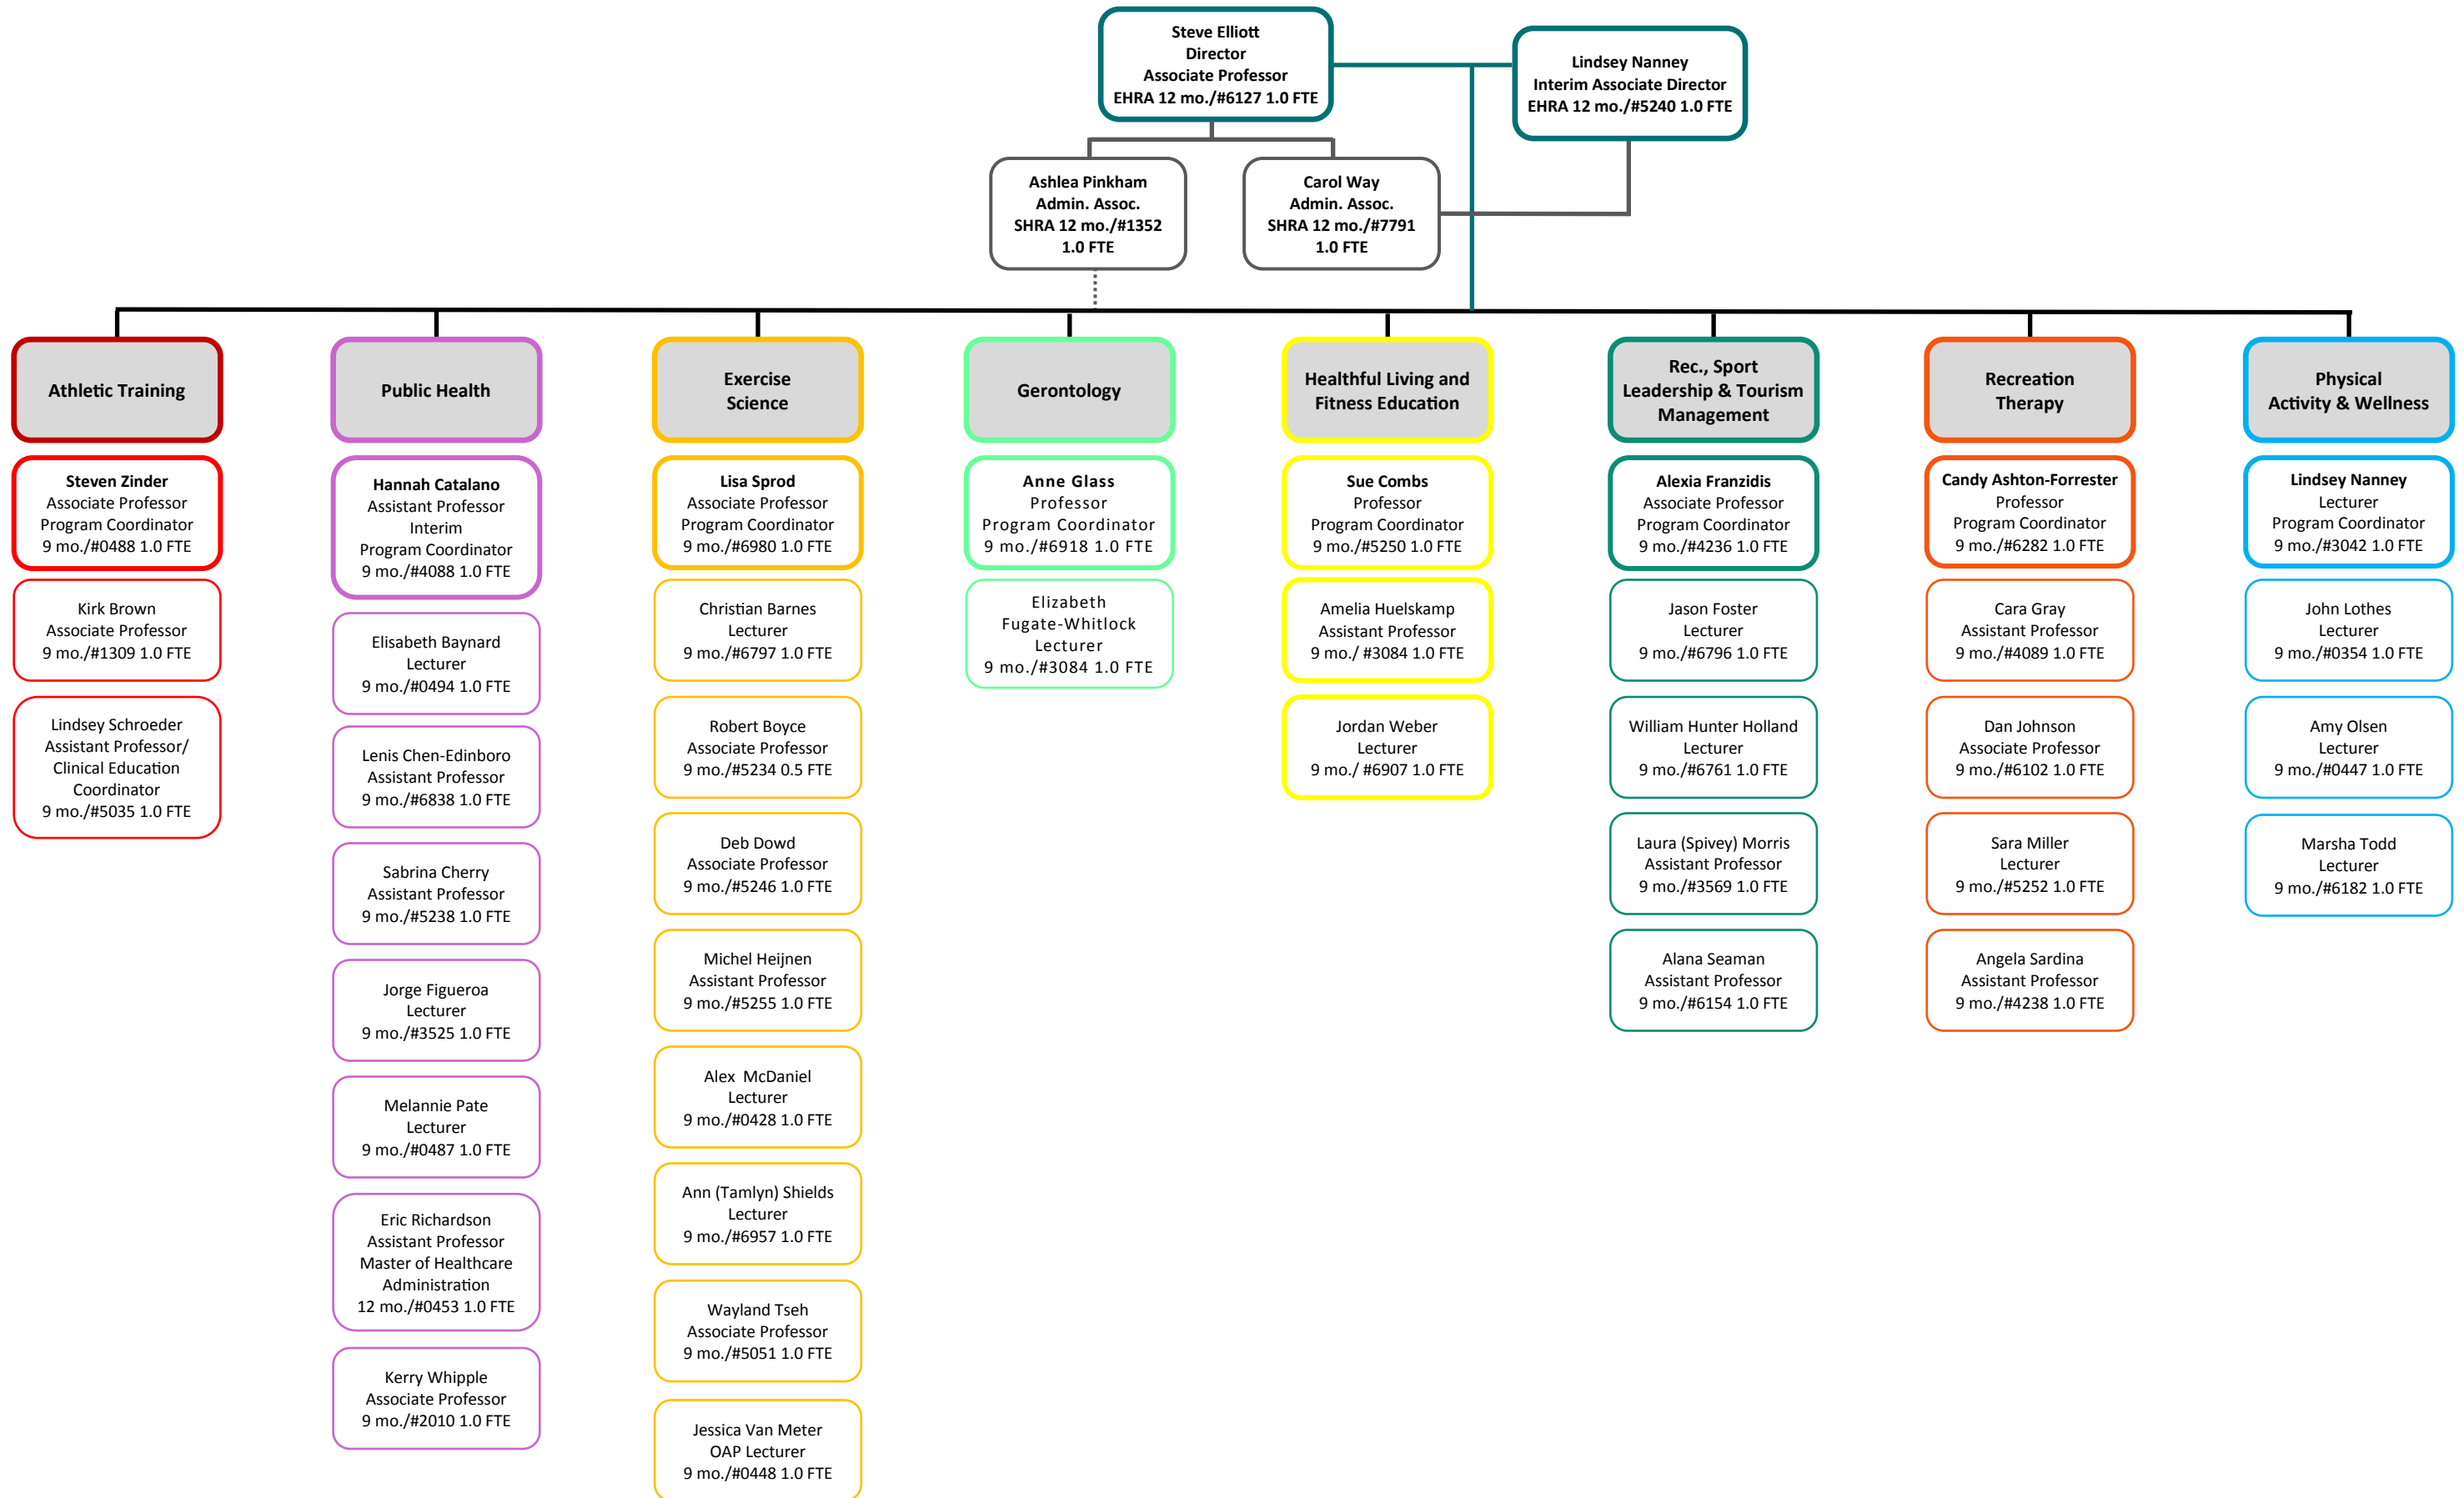 Steve Elliott
Director
Associate Professor
EHRA 12 mo./#6127 1.0 FTE
Lindsey Nanney
Interim Associate Director
EHRA 12 mo./#5240 1.0 FTE
Ashlea Pinkham
Admin. Assoc.
SHRA 12 mo./#1352
1.0 FTE
Carol Way
Admin. Assoc.
SHRA 12 mo./#7791
1.0 FTE
Athletic Training
Steven Zinder
Associate Professor
Program Coordinator
9 mo./#0488 1.0 FTE
Kirk Brown
Associate Professor
9 mo./#1309 1.0 FTE
Lindsey Schroeder
Assistant Professor/
Clinical Education
Coordinator
9 mo./#5035 1.0 FTE
Public Health
Hannah Catalano
Assistant Professor
Interim
Program Coordinator
9 mo./#4088 1.0 FTE
Elisabeth Baynard
Lecturer
9 mo./#0494 1.0 FTE
Lenis Chen-Edinboro
Assistant Professor
9 mo./#6838 1.0 FTE
Sabrina Cherry
Assistant Professor
9 mo./#5238 1.0 FTE
Jorge Figueroa
Lecturer
9 mo./#3525 1.0 FTE
Melannie Pate
Lecturer
9 mo./#0487 1.0 FTE
Eric Richardson
Assistant Professor
Master of Healthcare
Administration
12 mo./#0453 1.0 FTE
Kerry Whipple
Associate Professor
9 mo./#2010 1.0 FTE
Exercise
Science
Lisa Sprod
Associate Professor
Program Coordinator
9 mo./#6980 1.0 FTE
Christian Barnes
Lecturer
9 mo./#6797 1.0 FTE
Robert Boyce
Associate Professor
9 mo./#5234 0.5 FTE
Deb Dowd
Associate Professor
9 mo./#5246 1.0 FTE
Michel Heijnen
Assistant Professor
9 mo./#5255 1.0 FTE
Alex McDaniel
Lecturer
9 mo./#0428 1.0 FTE
Ann (Tamlyn) Shields
Lecturer
9 mo./#6957 1.0 FTE
Wayland Tseh
Associate Professor
9 mo./#5051 1.0 FTE
Jessica Van Meter
OAP Lecturer
9 mo./#0448 1.0 FTE
Gerontology
Anne Glass
Professor
Program Coordinator
9 mo./#6918 1.0 FTE
Elizabeth
Fugate-Whitlock
Lecturer
9 mo./#3084 1.0 FTE
Healthful Living and
Fitness Education
Sue Combs
Professor
Program Coordinator
9 mo./#5250 1.0 FTE
Amelia Huelskamp
Assistant Professor
9 mo./ #3084 1.0 FTE
Jordan Weber
Lecturer
9 mo./ #6907 1.0 FTE
Rec., Sport
Leadership & Tourism
Management
Alexia Franzidis
Associate Professor
Program Coordinator
9 mo./#4236 1.0 FTE
Jason Foster
Lecturer
9 mo./#6796 1.0 FTE
William Hunter Holland
Lecturer
9 mo./#6761 1.0 FTE
Laura (Spivey) Morris
Assistant Professor
9 mo./#3569 1.0 FTE
Alana Seaman
Assistant Professor
9 mo./#6154 1.0 FTE
Recreation
Therapy
Candy Ashton-Forrester
Professor
Program Coordinator
9 mo./#6282 1.0 FTE
Cara Gray
Assistant Professor
9 mo./#4089 1.0 FTE
Dan Johnson
Associate Professor
9 mo./#6102 1.0 FTE
Sara Miller
Lecturer
9 mo./#5252 1.0 FTE
Angela Sardina
Assistant Professor
9 mo./#4238 1.0 FTE
Physical
Activity & Wellness
Lindsey Nanney
Lecturer
Program Coordinator
9 mo./#3042 1.0 FTE
John Lothes
Lecturer
9 mo./#0354 1.0 FTE
Amy Olsen
Lecturer
9 mo./#0447 1.0 FTE
Marsha Todd
Lecturer
9 mo./#6182 1.0 FTE